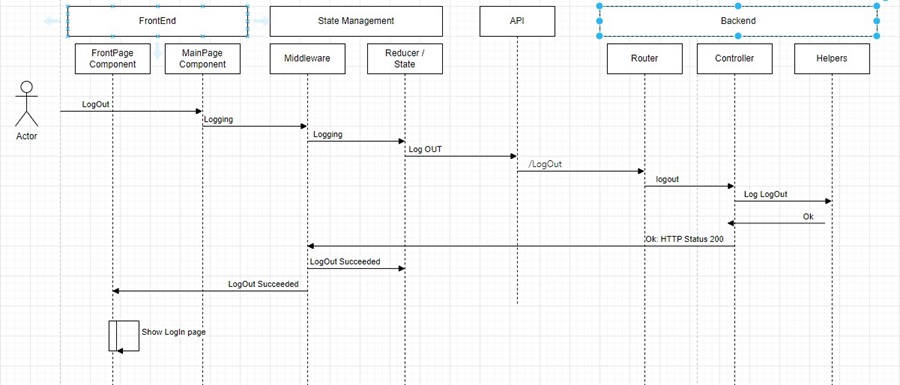 FrontEnd
State Management
API
Backend
FrontPage
Component
MainPage
Component
Middleware
Reducer /
State
Router
Controller
Helpers
Actor
LogOut
Logging
Logging
Log OUT
/LogOut
logout
Log LogOut
Ok
Ok: HTTP Status 200
LogOut Succeeded
LogOut Succeeded
Show LogIn page